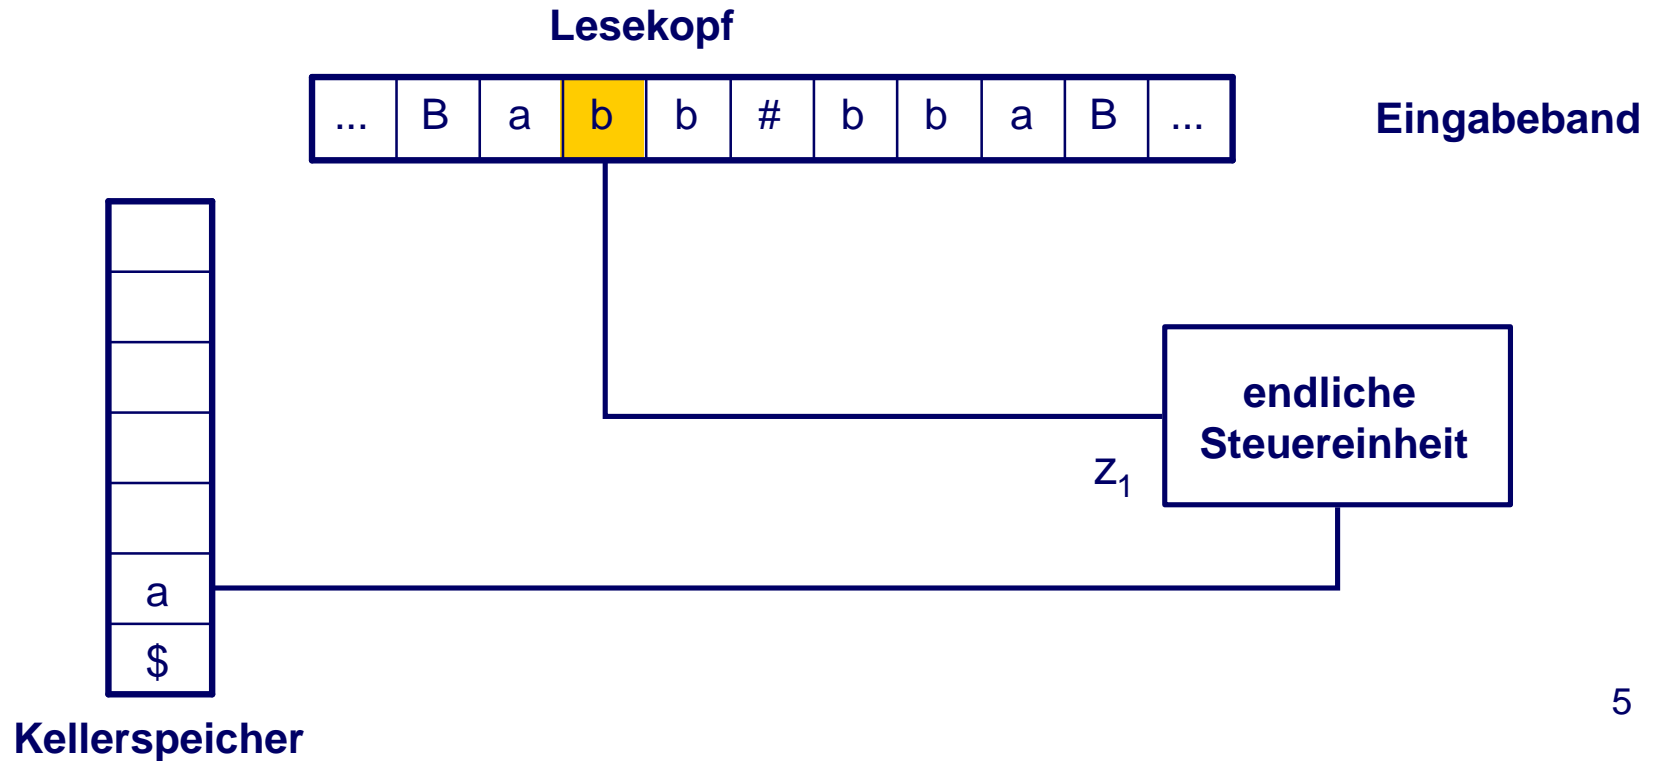 Lesekopf
... B a b b # b b a B ...
Eingabeband
endliche
Steuereinheit
z₁
a
$
5
Kellerspeicher